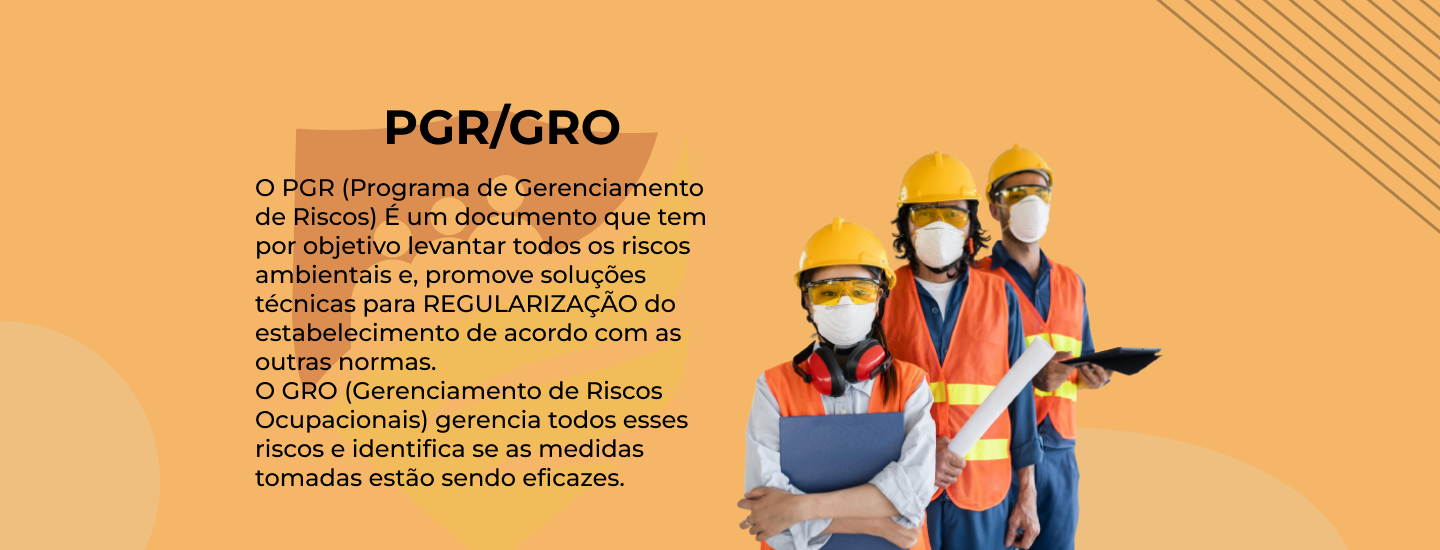 PGR/GRO
O PGR (Programa de Gerenciamento
de Riscos) É um documento que tem
por objetivo levantar todos os riscos
ambientais e, promove soluções
técnicas para REGULARIZAÇÃO do
estabelecimento de acordo com as
outras normas.
O GRO (Gerenciamento de Riscos
Ocupacionais) gerencia todos esses
riscos e identifica se as medidas
tomadas estão sendo eficazes.